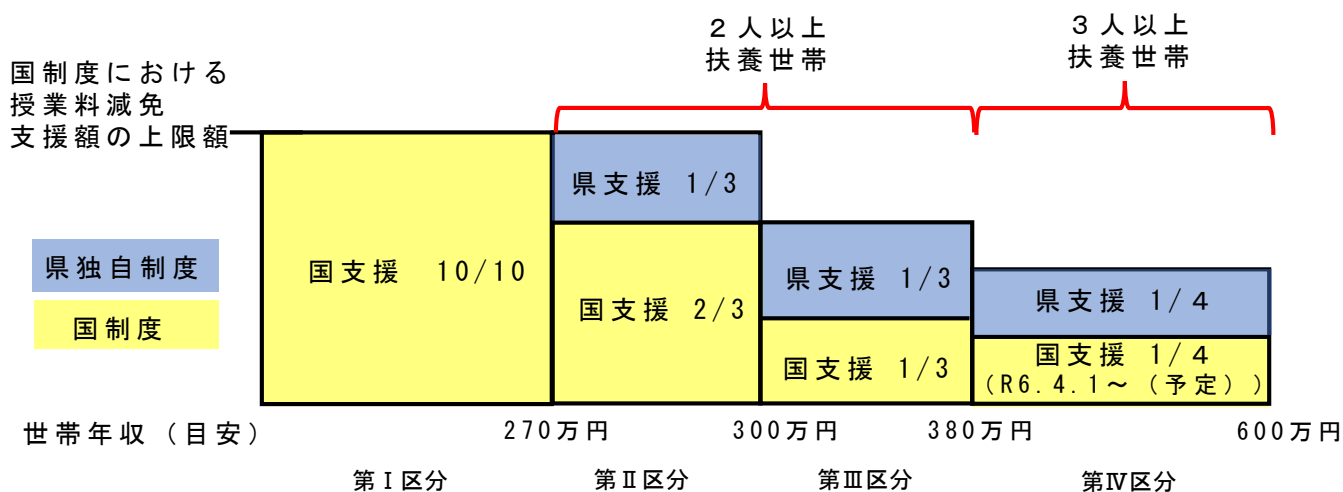 ２人以上
扶養世帯
３人以上
扶養世帯
国制度における
授業料減免
支援額の上限額
県支援 1/3
県独自制度
国支援 10/10
国支援 2/3
県支援 1/3
県支援 1/４
国制度
国支援 1/3
国支援 1/４
(R6.4.1～（予定）)
世帯年収（目安）
270万円
300万円
380万円
600万円
第Ⅰ区分
第Ⅱ区分
第Ⅲ区分
第Ⅳ区分